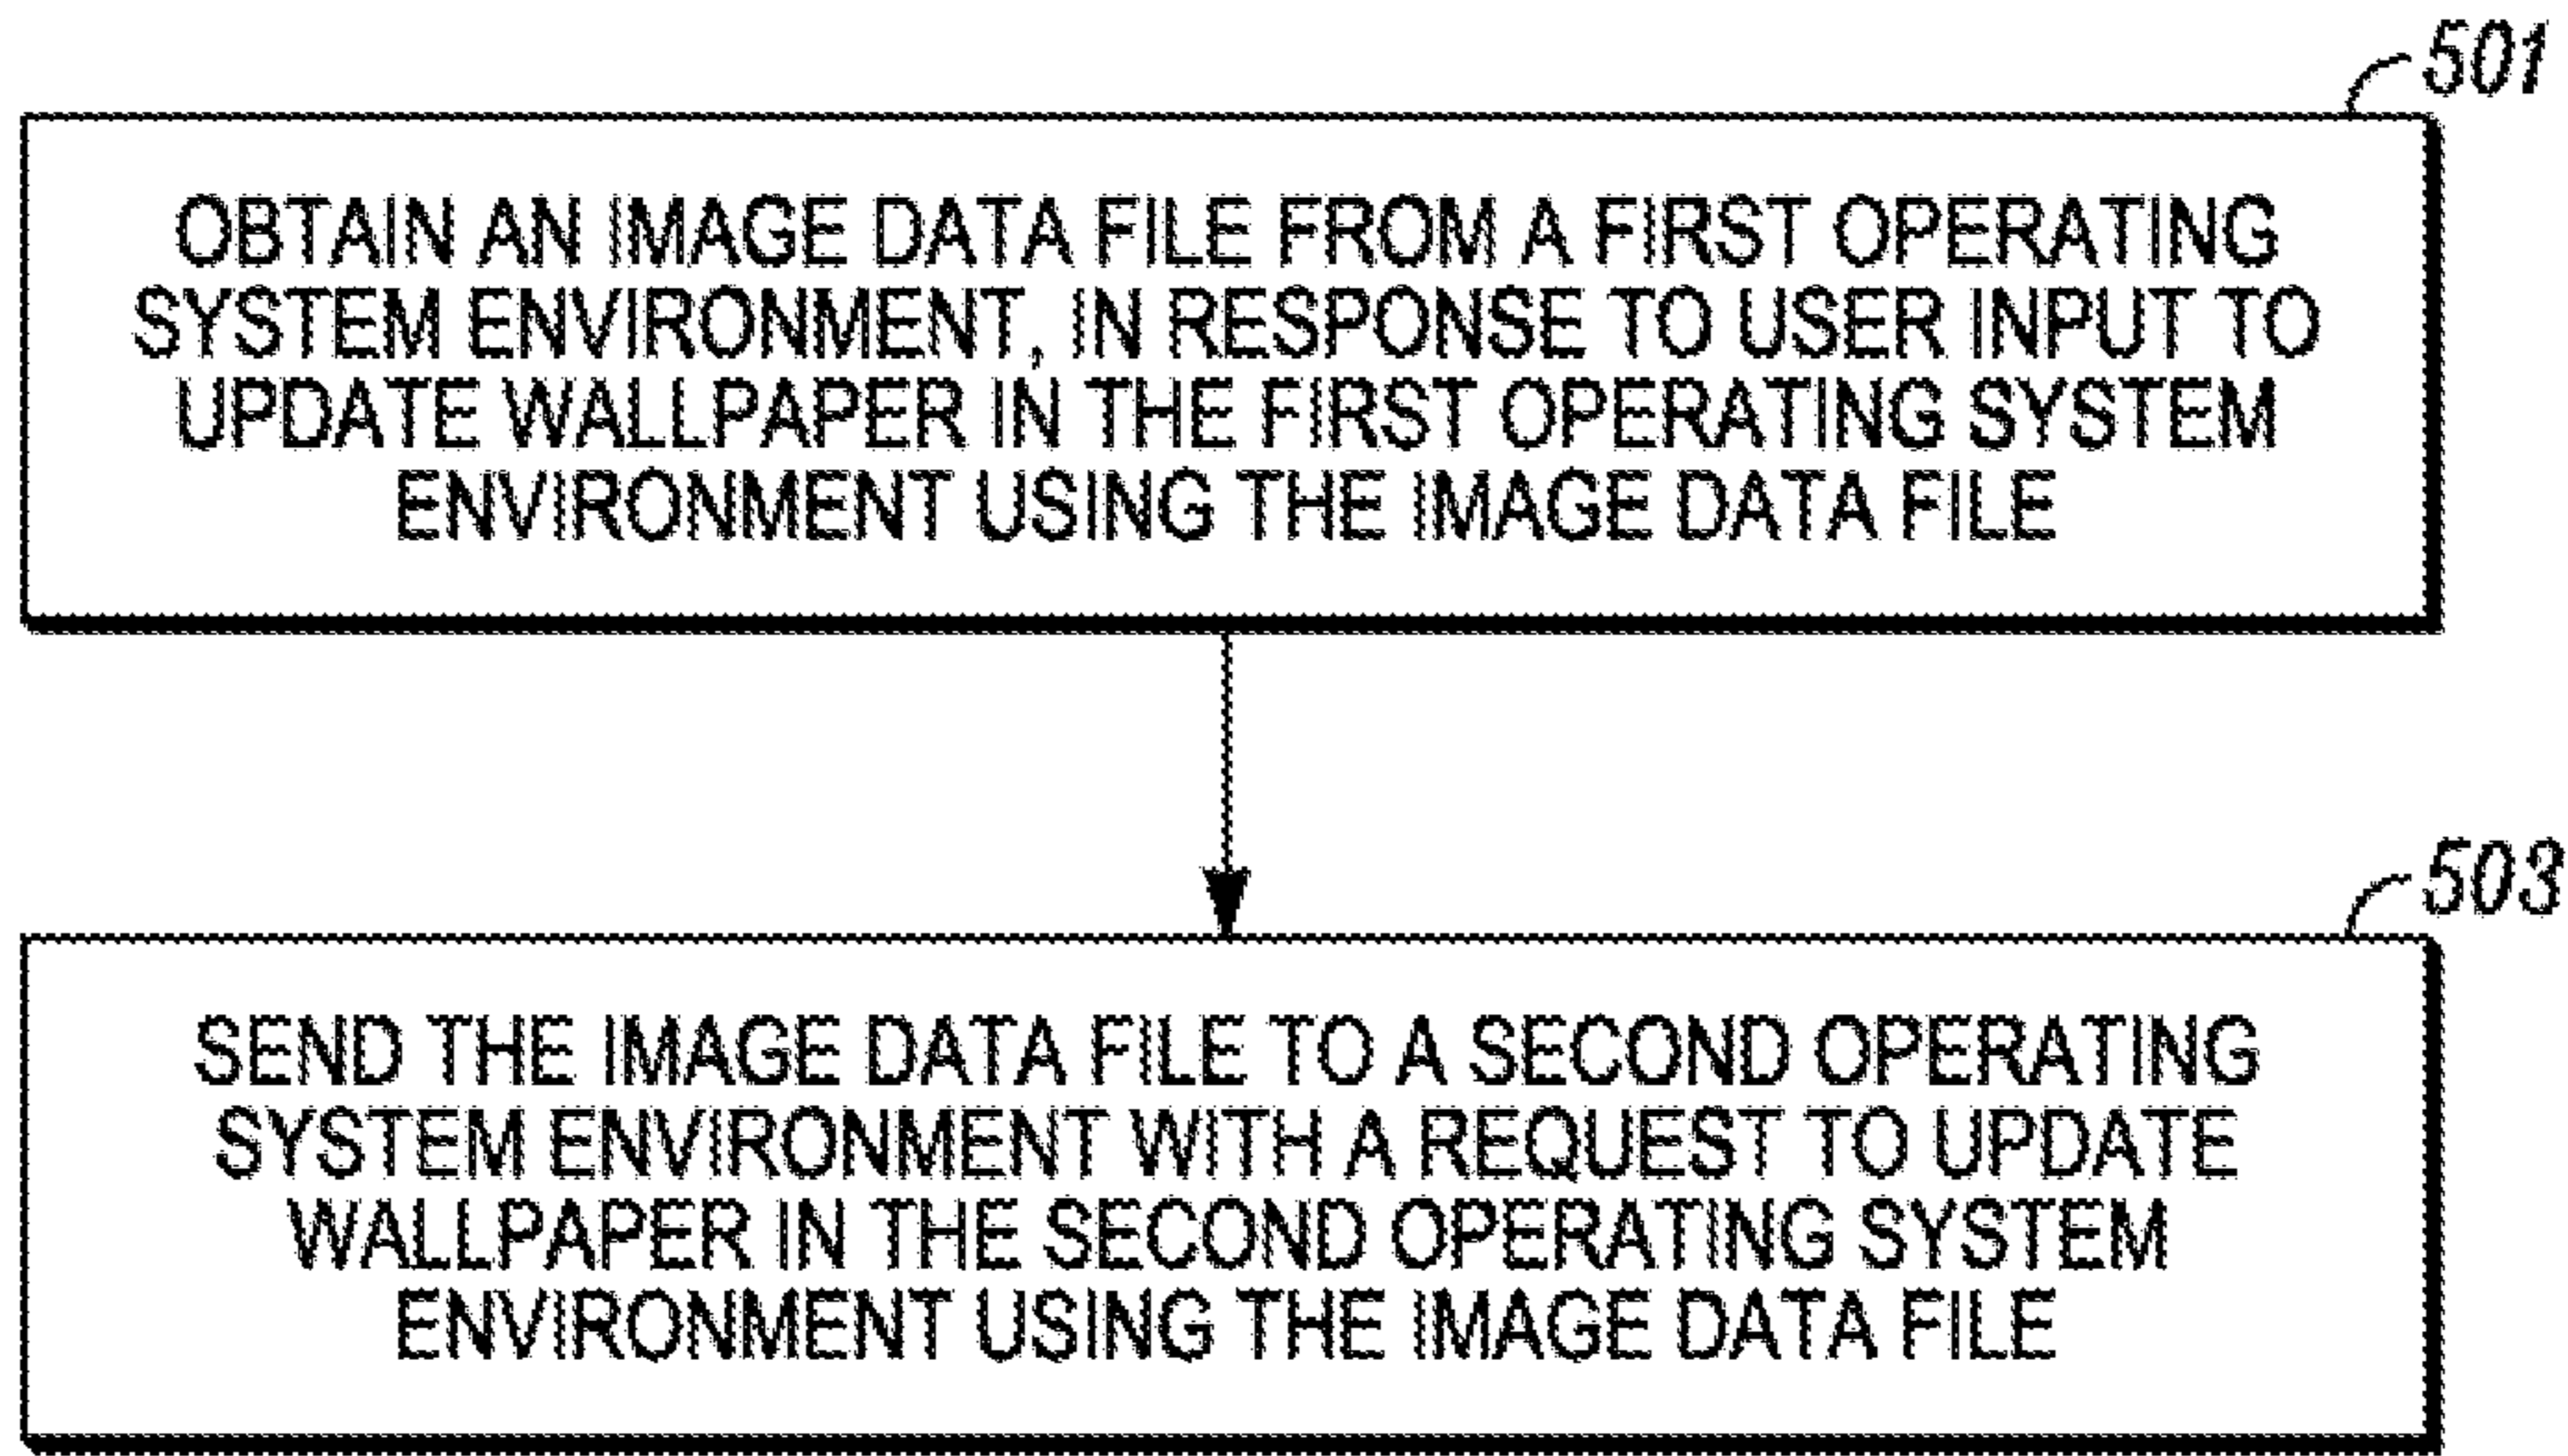 501
OBTAIN AN IMAGE DATA FILE FROM A FIRST OPERATING
SYSTEM ENVIRONMENT, IN RESPONSE TO USER INPUT TO
UPDATE WALLPAPER IN THE FIRST OPERATING SYSTEM
ENVIRONMENT USING THE IMAGE DATA FILE
503
SEND THE IMAGE DATA FILE TO A SECOND OPERATING
SYSTEM ENVIRONMENT WITH A REQUEST TO UPDATE
WALLPAPER IN THE SECOND OPERATING SYSTEM
ENVIRONMENT USING THE IMAGE DATA FILE